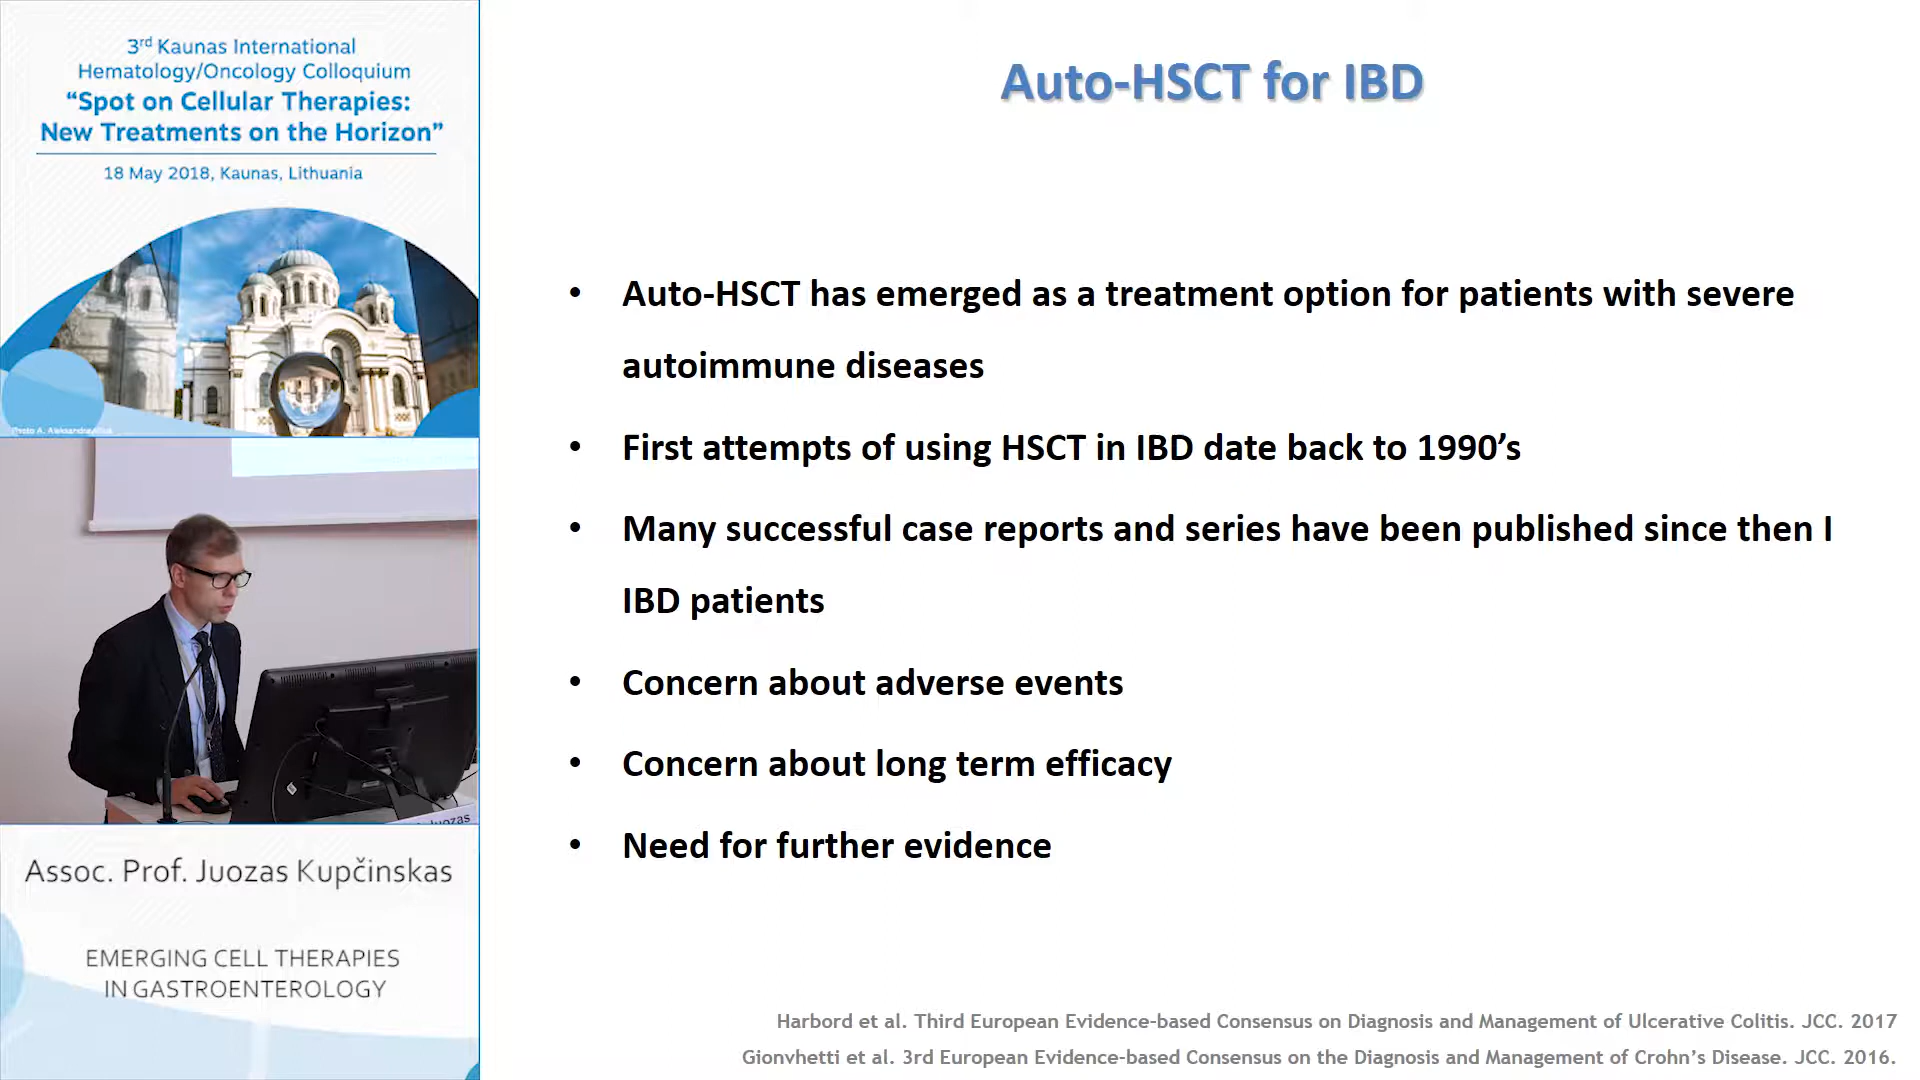 3rd Kaunas International
Hematology/Oncology Colloquium
“Spot on Cellular Therapies:
New Treatments on the Horizon”
18 May 2018, Kaunas, Lithuania
Photo A. Aleksandravičius
Juozas
Assoc. Prof. Juozas Kupčinskas
EMERGING CELL THERAPIES
IN GASTROENTEROLOGY
Auto-HSCT for IBD
• Auto-HSCT has emerged as a treatment option for patients with severe
autoimmune diseases
• First attempts of using HSCT in IBD date back to 1990’s
• Many successful case reports and series have been published since then I
IBD patients
• Concern about adverse events
• Concern about long term efficacy
• Need for further evidence
Harbord et al. Third European Evidence-based Consensus on Diagnosis and Management of Ulcerative Colitis. JCC. 2017
Gionvhetti et al. 3rd European Evidence-based Consensus on the Diagnosis and Management of Crohn’s Disease. JCC. 2016.